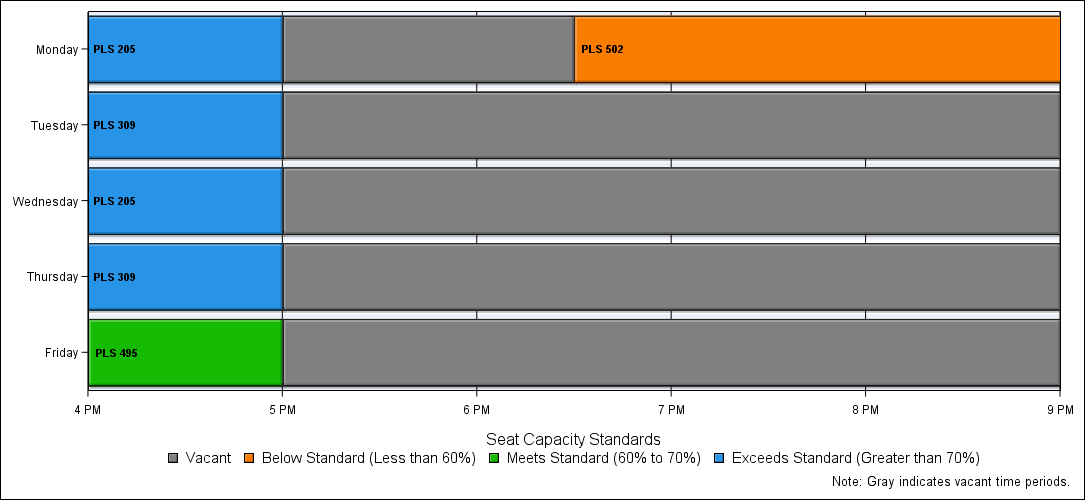 Monday
PLS 205
PLS 502
Tuesday
PLS 309
Wednesday
PLS 205
Thursday
PLS 309
Friday
PLS 495
4 PM 5 PM 6 PM 7 PM 8 PM 9 PM
Seat Capacity Standards
Vacant Below Standard (Less than 60%) Meets Standard (60% to 70%) Exceeds Standard (Greater than 70%)
Note: Gray indicates vacant time periods.